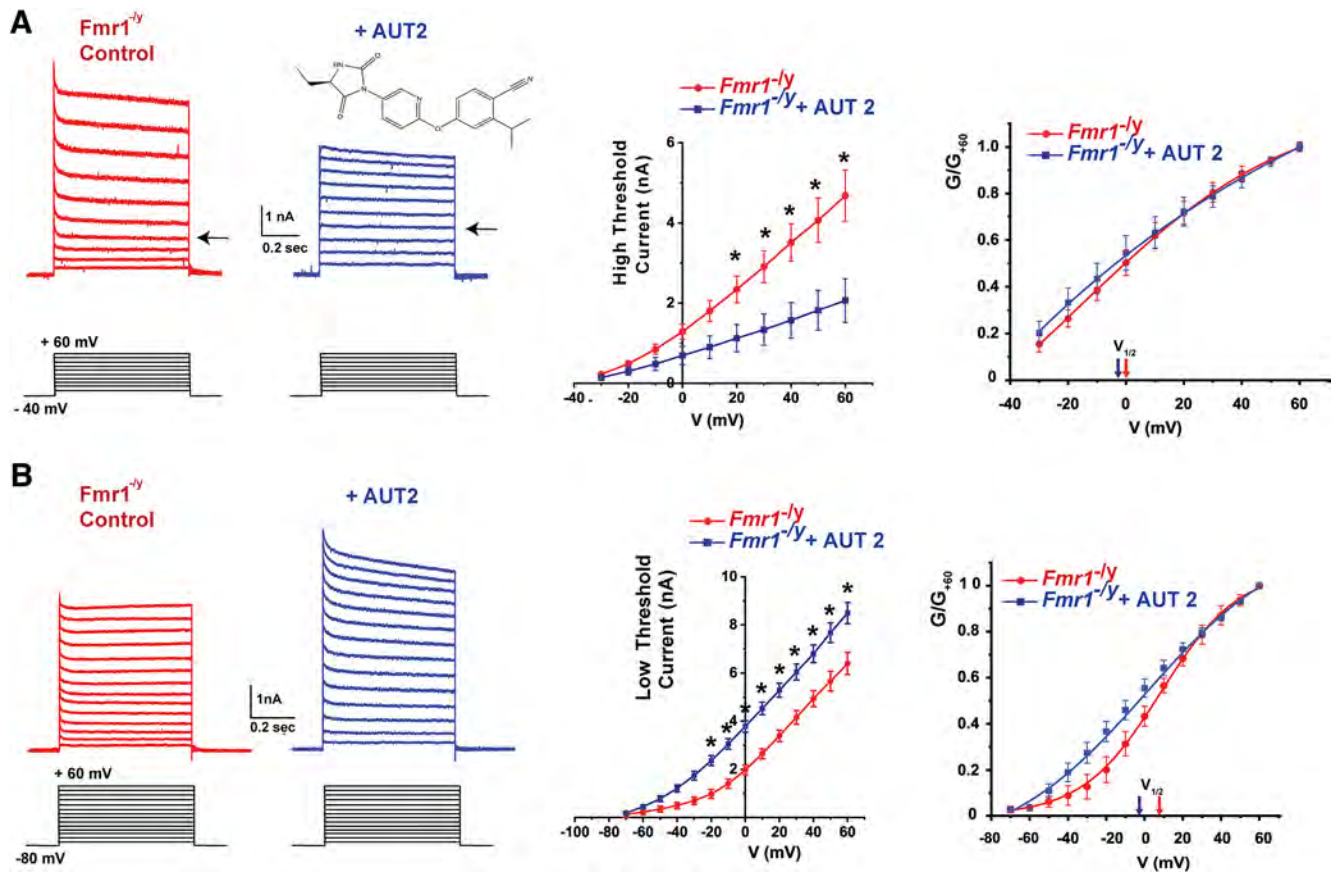 A
Fmr1-/y
Control
+ AUT2
HN
O
O
N
N
O
N
1 nA
0.2 sec
+ 60 mV
- 40 mV
Fmr1-/y
Fmr1-/y + AUT 2
High Threshold
Current (nA)
6
4
2
0
* * * * *
-40 -20 0 20 40 60
V (mV)
Fmr1-/y
Fmr1-/y + AUT 2
G/G+60
1.0
0.8
0.6
0.4
0.2
0
V1/2
-40 -20 0 20 40 60
V (mV)
B
Fmr1-/y
Control
+ AUT2
1nA
0.2 sec
+ 60 mV
-80 mV
Fmr1-/y
Fmr1-/y + AUT 2
Low Threshold
Current (nA)
10
8
6
4
2
* * * * * * * * *
-100 -80 -60 -40 -20 0 20 40 60
V (mV)
Fmr1-/y
Fmr1-/y + AUT 2
G/G+60
1.0
0.8
0.6
0.4
0.2
0
V1/2
-80 -60 -40 -20 0 20 40 60
V (mV)